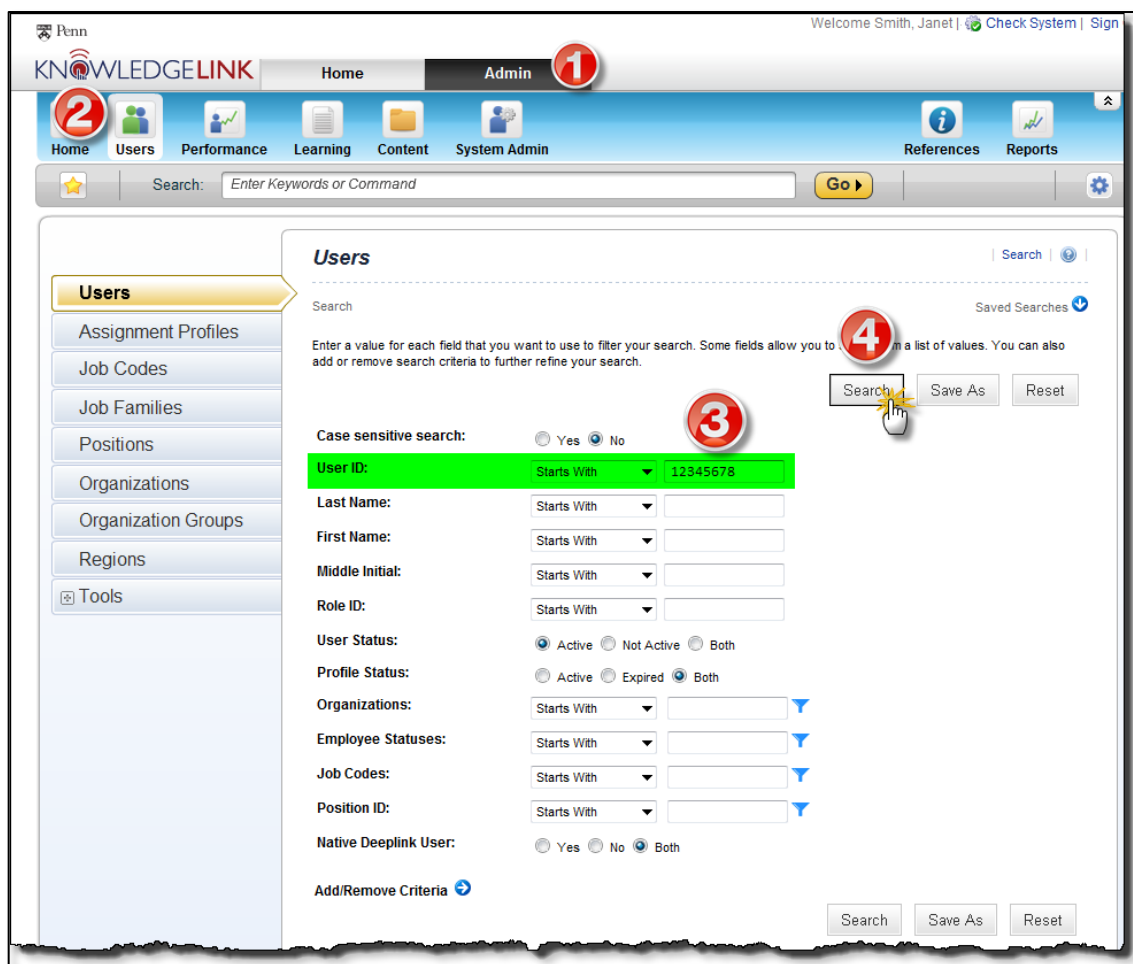 Penn
Welcome Smith, Janet | Check System | Sign
KNOWLEDGELINK
Home
Admin
1
2
Home
Users
Performance
Learning
Content
System Admin
References
Reports
Search:
Enter Keywords or Command
Go
Users
Assignment Profiles
Job Codes
Job Families
Positions
Organizations
Organization Groups
Regions
Tools
Users
| Search | |
Search
Saved Searches
4
Enter a value for each field that you want to use to filter your search. Some fields allow you to a list of values. You can also
add or remove search criteria to further refine your search.
Search
Save As
Reset
3
Case sensitive search: Yes No
User ID: Starts With 12345678
Last Name: Starts With
First Name: Starts With
Middle Initial: Starts With
Role ID: Starts With
User Status: Active Not Active Both
Profile Status: Active Expired Both
Organizations: Starts With
Employee Statuses: Starts With
Job Codes: Starts With
Position ID: Starts With
Native Deeplink User: Yes No Both
Add/Remove Criteria
Search
Save As
Reset